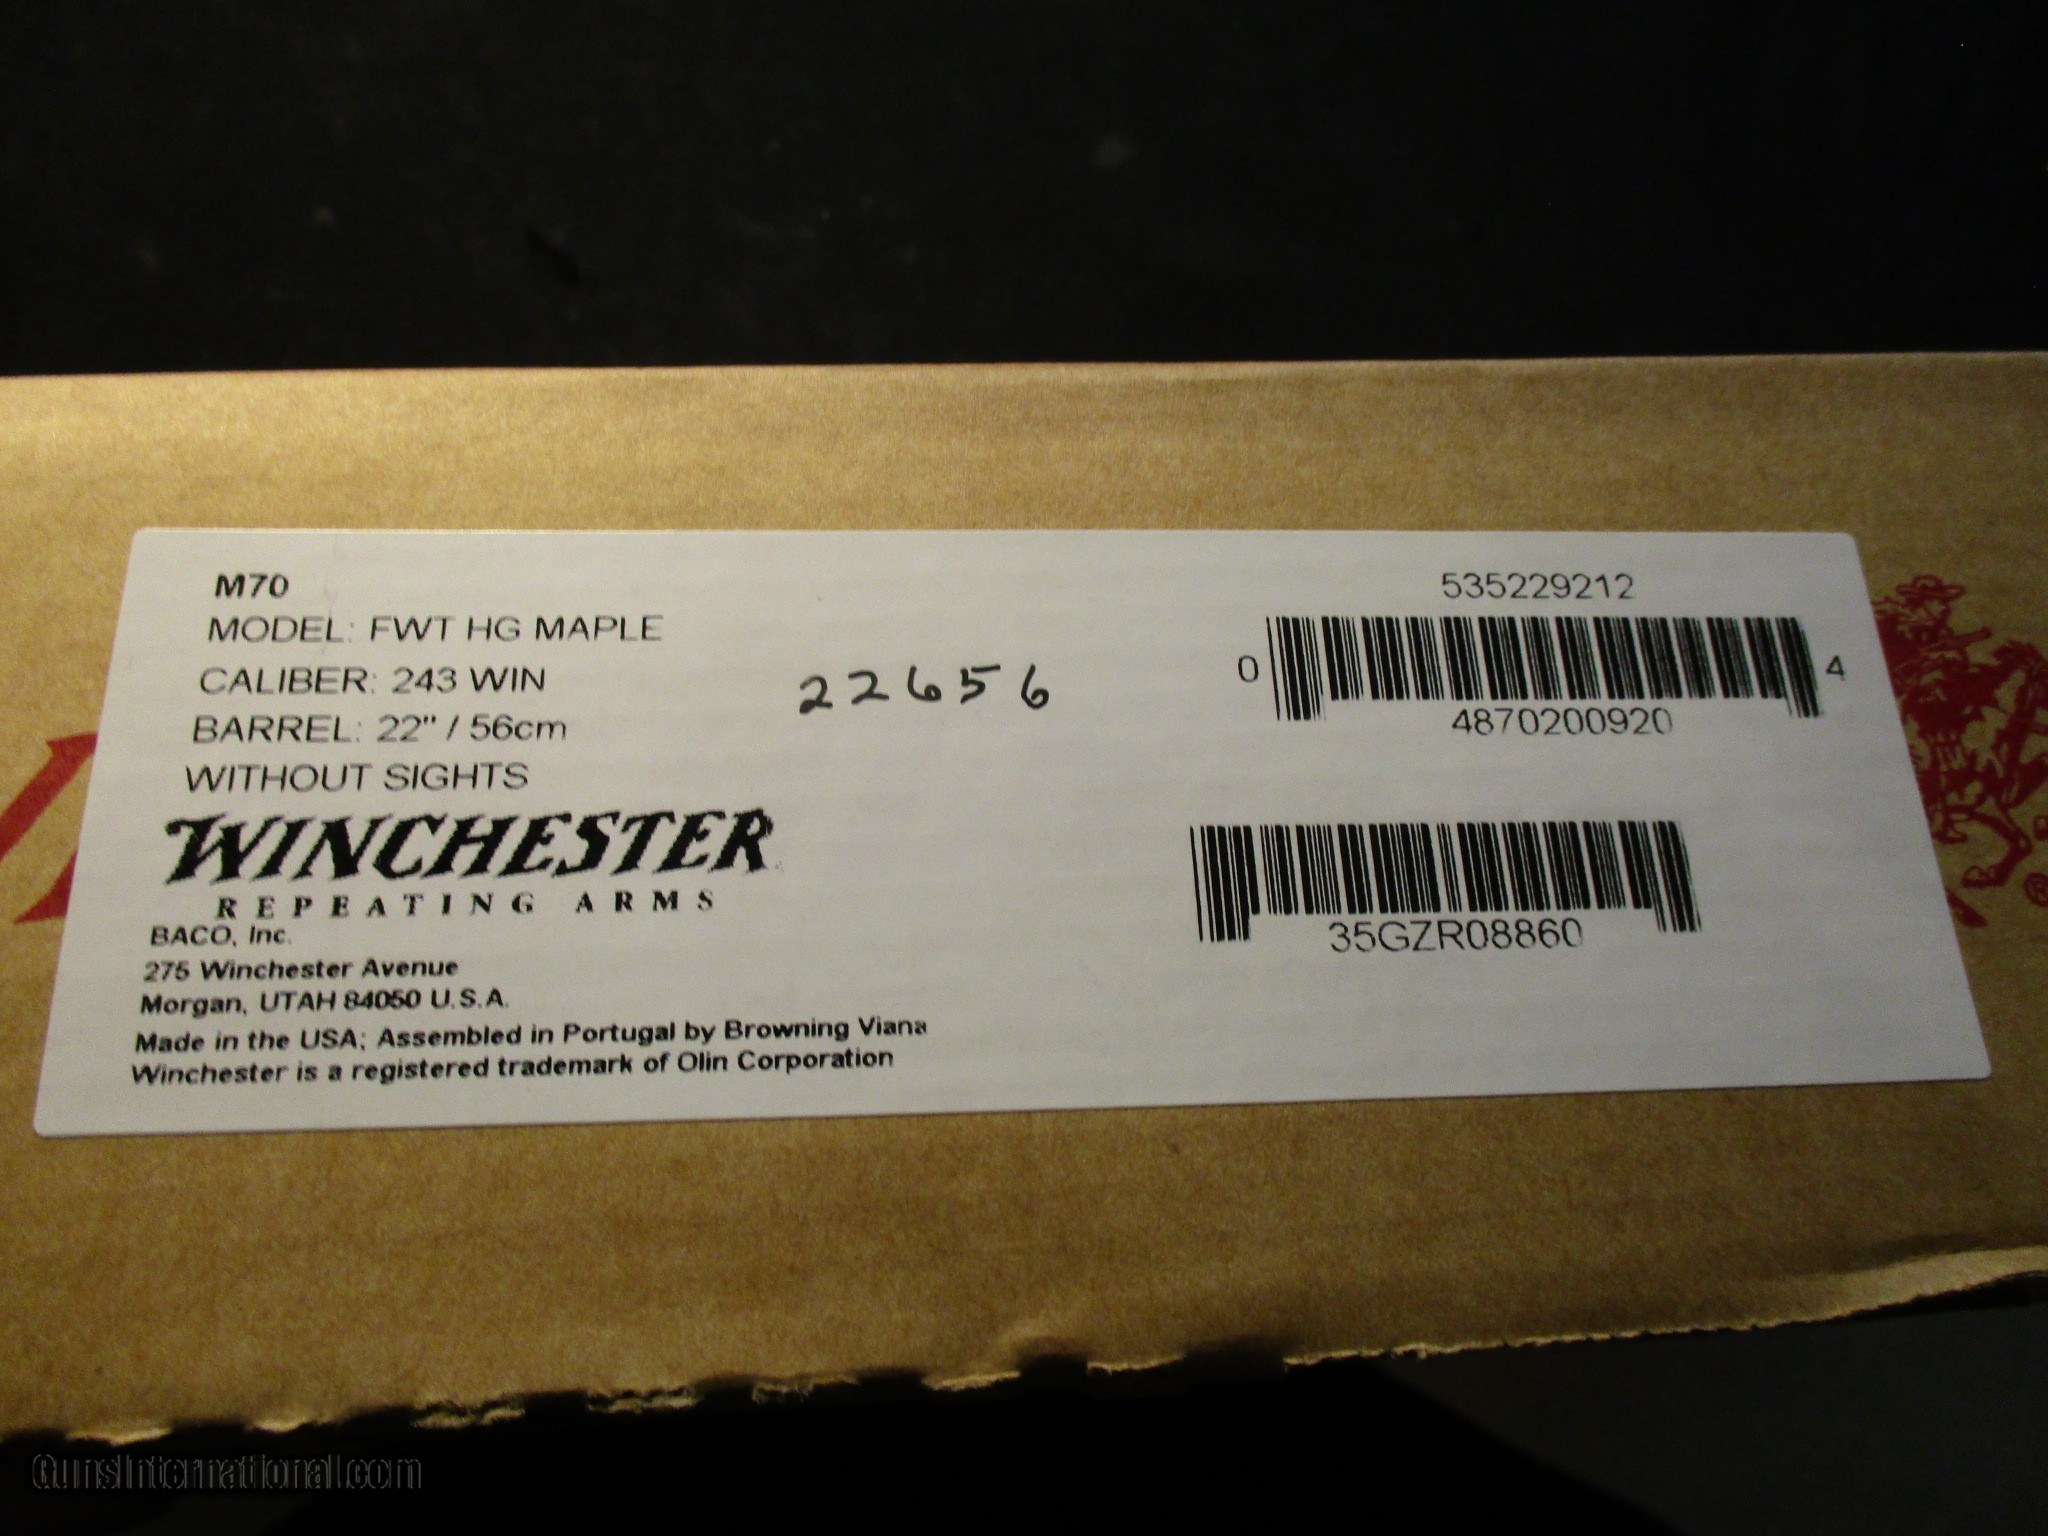 M70
MODEL: FWT HG MAPLE
CALIBER: 243 WIN
BARREL: 22" / 56cm
WITHOUT SIGHTS
WINCHESTER
REPEATING ARMS
BACO, Inc.
275 Winchester Avenue
Morgan, UTAH 84050 U.S.A.
Made in the USA; Assembled in Portugal by Browning Viana
Winchester is a registered trademark of Olin Corporation
22656
535229212
0 4
4870200920
35GZR08860
®
GunsInternational.com